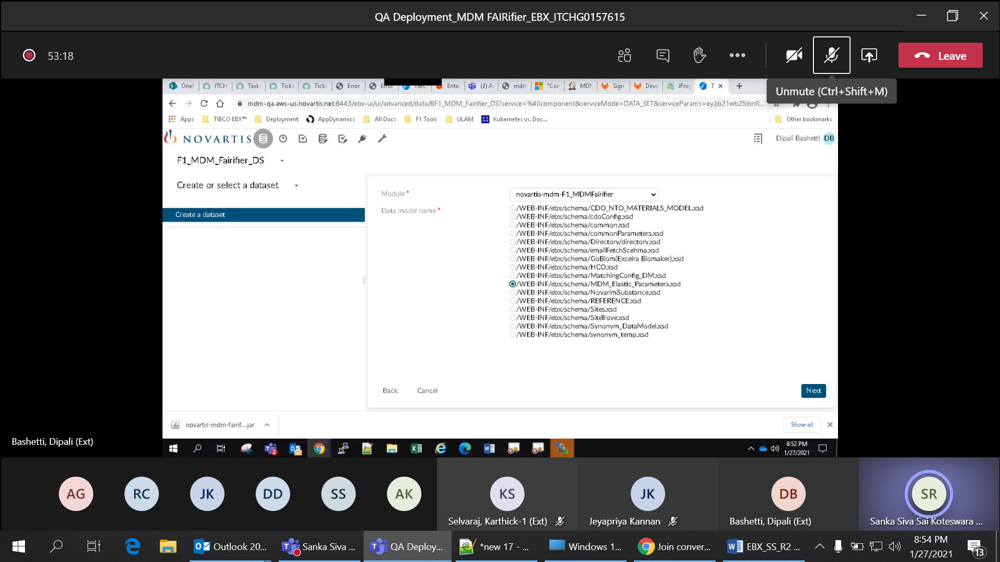 QA Deployment_MDM FAIRifier_EBX_ITCHG0157615
53:18
Leave
Unmute (Ctrl+Shift+M)
OneN
ITCH
Task
Ticke
Ticke
Error
Error
TIBC
Enter
(2) A
mdm
"Con
MDN
Sign
Deve
JFrog
T
mdm-qa.aws-us.novartis.net:8443/ebx-ui/ui/advanced/data/BF1_MDM_Fairifier_DS?service=%40component&serviceMode=DATA_SET&serviceParams=eyJjb21wb25lbnR...
Apps
TIBCO EBX™
Deployment
AppDynamics
All Docs
F1 Tools
ULAM
Kubernetes vs. Doc...
Other bookmarks
NOVARTIS
Dipali Bashetti DB
F1_MDM_Fairifier_DS
Create or select a dataset
Create a dataset
Module *
novartis-mdm-F1_MDMFairifier
Data model name *
/WEB-INF/ebx/schema/CDO_NTO_MATERIALS_MODEL.xsd
/WEB-INF/ebx/schema/cdoConfig.xsd
/WEB-INF/ebx/schema/common.xsd
/WEB-INF/ebx/schema/commonParameters.xsd
/WEB-INF/ebx/schema/Directory/directory.xsd
/WEB-INF/ebx/schema/emailFetchScehma.xsd
/WEB-INF/ebx/schema/GoBiom(Excelra Biomaker).xsd
/WEB-INF/ebx/schema/HCO.xsd
/WEB-INF/ebx/schema/MatchingConfig_DM.xsd
/WEB-INF/ebx/schema/MDM_Elastic_Parameters.xsd
/WEB-INF/ebx/schema/NovarimSubstance.xsd
/WEB-INF/ebx/schema/REFERENCE.xsd
/WEB-INF/ebx/schema/Sites.xsd
/WEB-INF/ebx/schema/SiteTrove.xsd
/WEB-INF/ebx/schema/Synonym_DataModel.xsd
/WEB-INF/ebx/schema/synonym_temp.xsd
Back
Cancel
Next
novartis-mdm-fairif....jar
Show all
Bashetti, Dipali (Ext)
8:52 PM
1/27/2021
AG
RC
JK
DD
SS
AK
KS
JK
DB
SR
Selvaraj, Karthick-1 (Ext)
Jeyapriya Kannan
Bashetti, Dipali (Ext)
Sanka Siva Sai Koteswara ...
Outlook 20...
Sanka Siva ...
QA Deploy...
*new 17 - ...
Windows 1...
Join conver...
EBX_SS_R2 ...
8:54 PM
1/27/2021
13